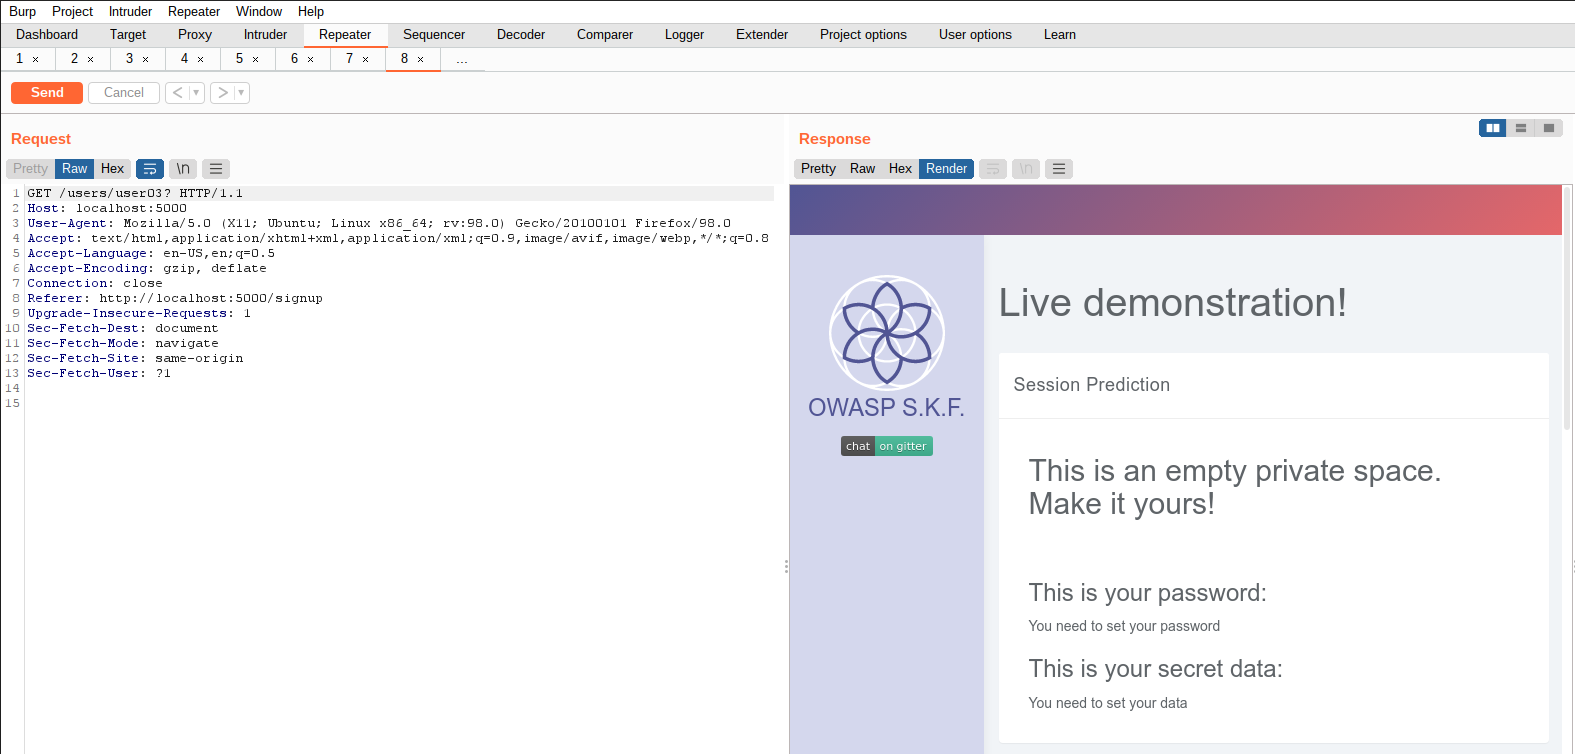 Burp Project Intruder Repeater Window Help
Dashboard Target Proxy Intruder Repeater Sequencer Decoder Comparer Logger Extender Project options User options Learn
1 × 2 × 3 × 4 × 5 × 6 × 7 × 8 × ...
Send Cancel < >
Request
Pretty Raw Hex \n
1 GET /users/user03? HTTP/1.1
2 Host: localhost:5000
3 User-Agent: Mozilla/5.0 (X11; Ubuntu; Linux x86_64; rv:98.0) Gecko/20100101 Firefox/98.0
4 Accept: text/html,application/xhtml+xml,application/xml;q=0.9,image/avif,image/webp,*/*;q=0.8
5 Accept-Language: en-US,en;q=0.5
6 Accept-Encoding: gzip, deflate
7 Connection: close
8 Referer: http://localhost:5000/signup
9 Upgrade-Insecure-Requests: 1
10 Sec-Fetch-Dest: document
11 Sec-Fetch-Mode: navigate
12 Sec-Fetch-Site: same-origin
13 Sec-Fetch-User: ?1
14
15
Response
Pretty Raw Hex Render \n
OWASP S.K.F.
chat on gitter
Live demonstration!
Session Prediction
This is an empty private space.
Make it yours!
This is your password:
You need to set your password
This is your secret data:
You need to set your data